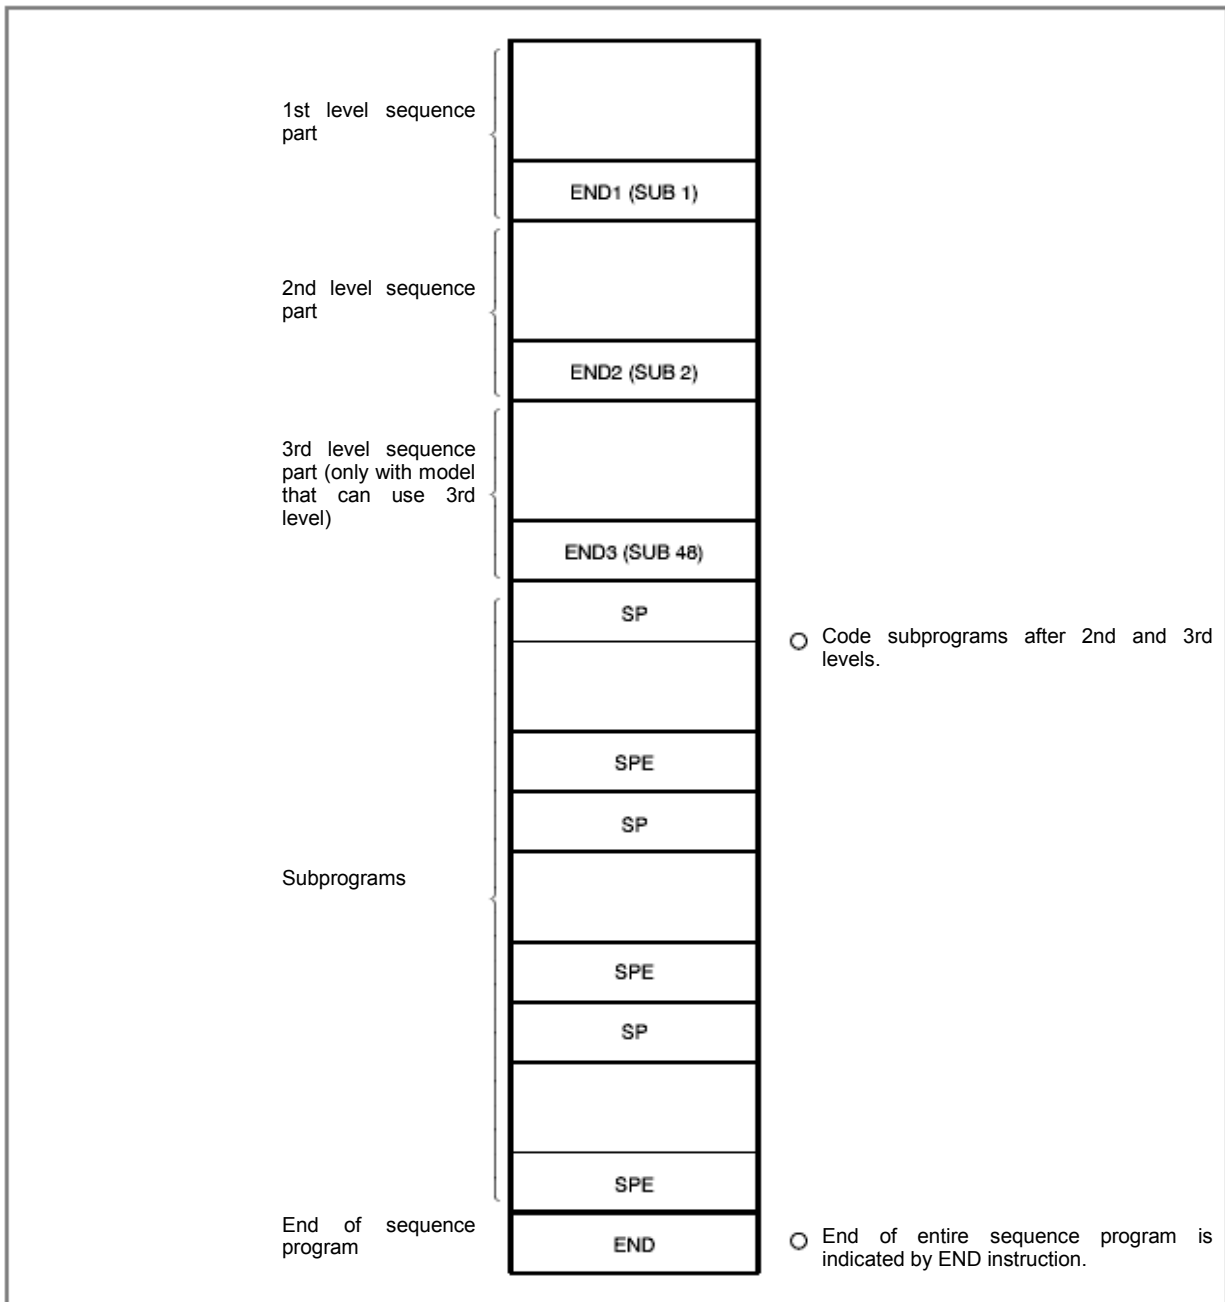 1st level sequence
part
END1 (SUB 1)
2nd level sequence
part
END2 (SUB 2)
3rd level sequence
part (only with model
that can use 3rd
level)
END3 (SUB 48)
SP
Code subprograms after 2nd and 3rd
levels.
SPE
SP
Subprograms
SPE
SP
SPE
End of sequence
program
END
End of entire sequence program is
indicated by END instruction.